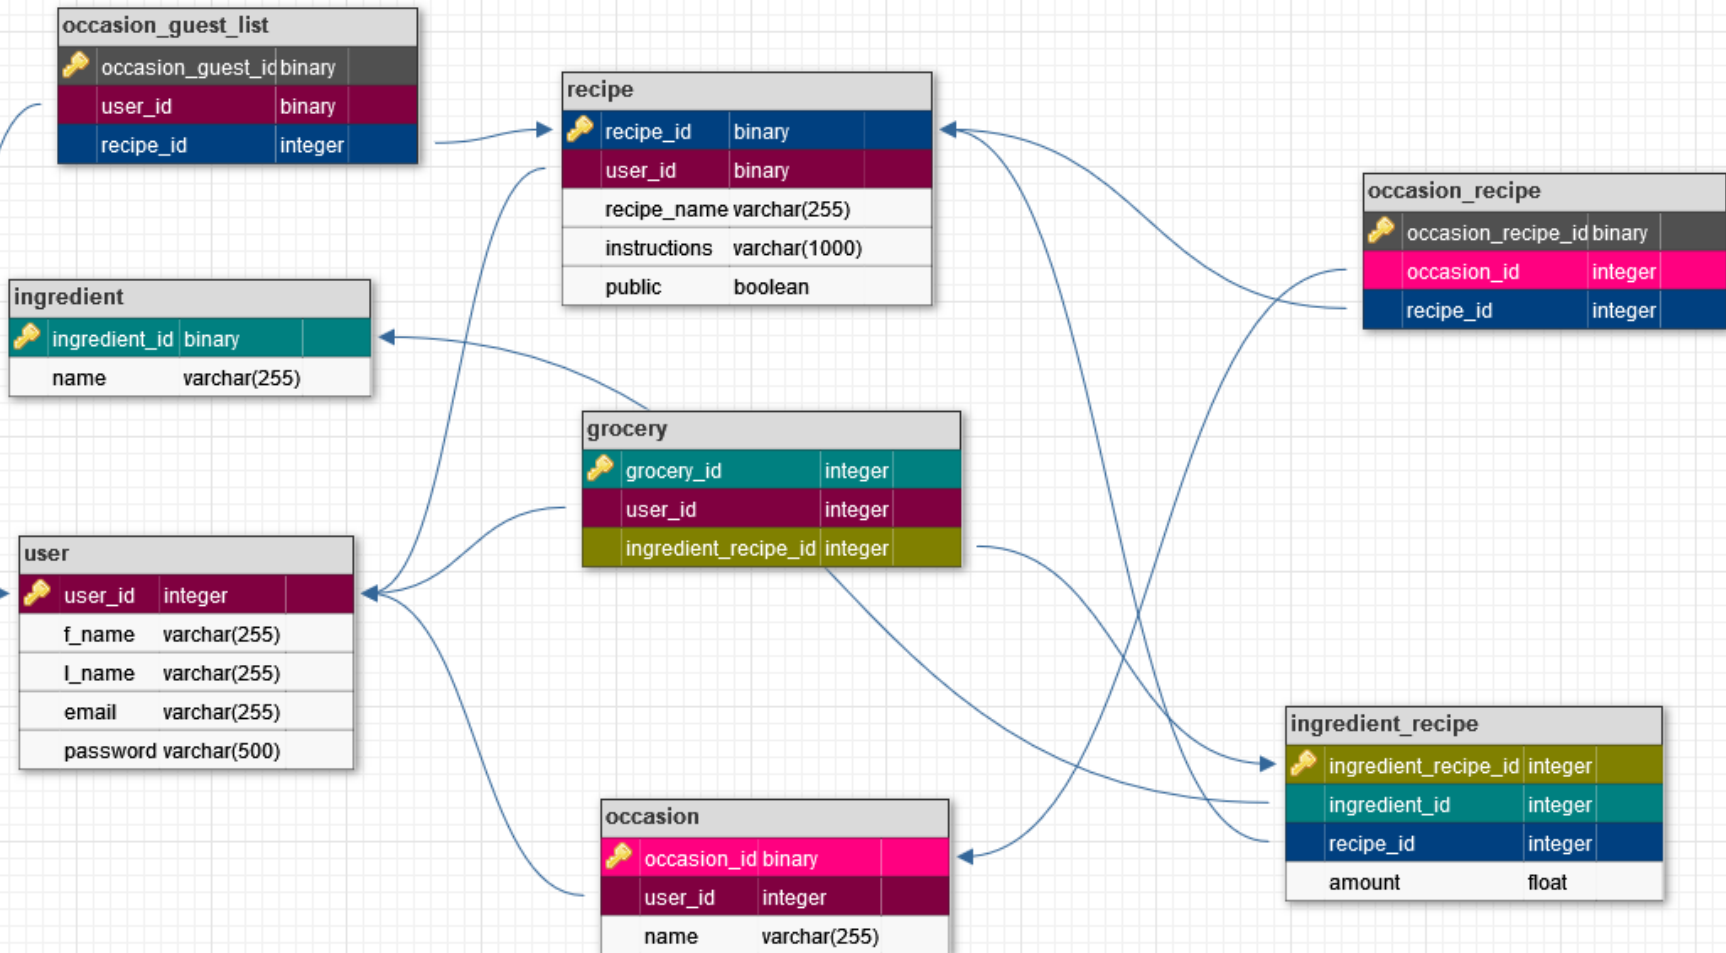 occasion_guest_list
occasion_guest_id binary
user_id binary
recipe_id integer
recipe
recipe_id binary
user_id binary
recipe_name varchar(255)
instructions varchar(1000)
public boolean
occasion_recipe
occasion_recipe_id binary
occasion_id integer
recipe_id integer
ingredient
ingredient_id binary
name varchar(255)
grocery
grocery_id integer
user_id integer
ingredient_recipe_id integer
user
user_id integer
f_name varchar(255)
l_name varchar(255)
email varchar(255)
password varchar(500)
ingredient_recipe
ingredient_recipe_id integer
ingredient_id integer
recipe_id integer
amount float
occasion
occasion_id binary
user_id integer
name varchar(255)